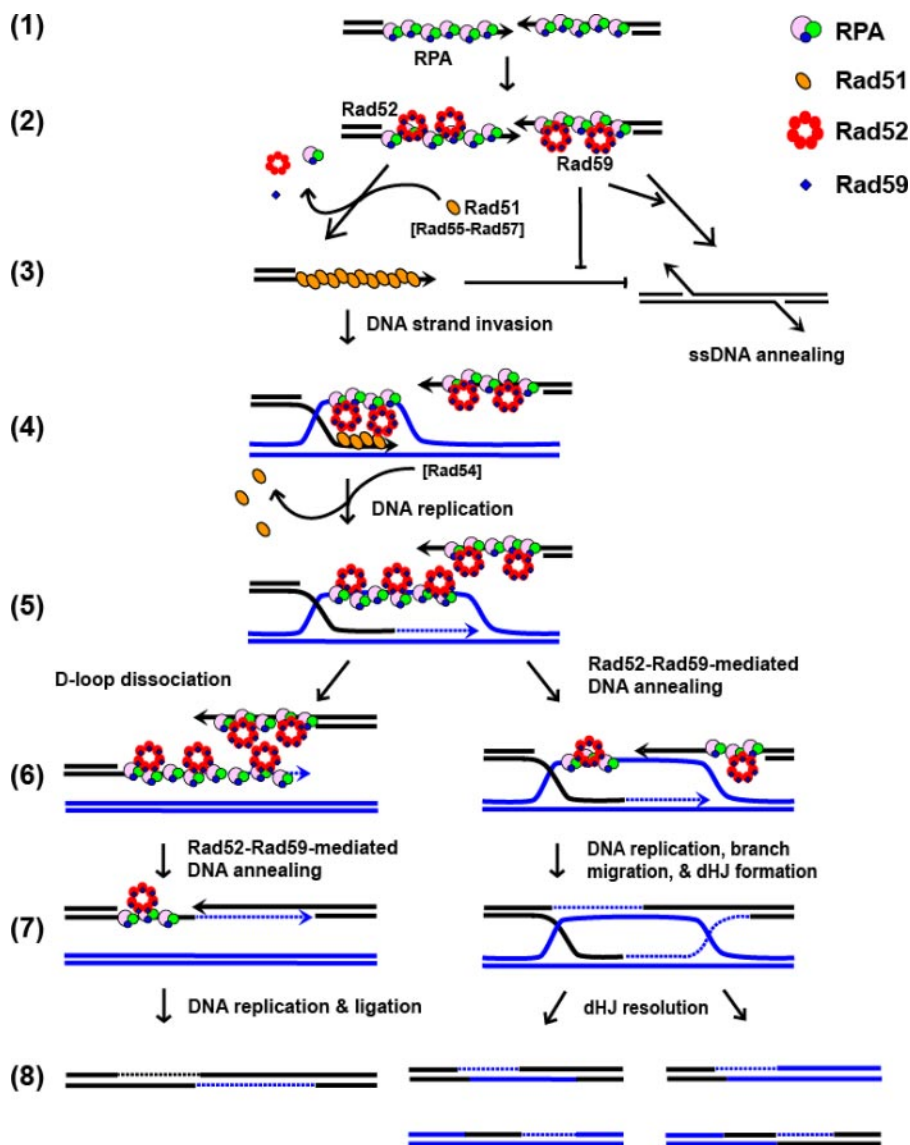 (1)
RPA
RPA
Rad51
Rad52
Rad59
(2)
Rad52
Rad59
Rad51
[Rad55-Rad57]
(3)
DNA strand invasion
ssDNA annealing
(4)
[Rad54]
DNA replication
(5)
D-loop dissociation
Rad52-Rad59-mediated
DNA annealing
(6)
Rad52-Rad59-mediated
DNA annealing
DNA replication, branch
migration, & dHJ formation
(7)
DNA replication & ligation
dHJ resolution
(8)